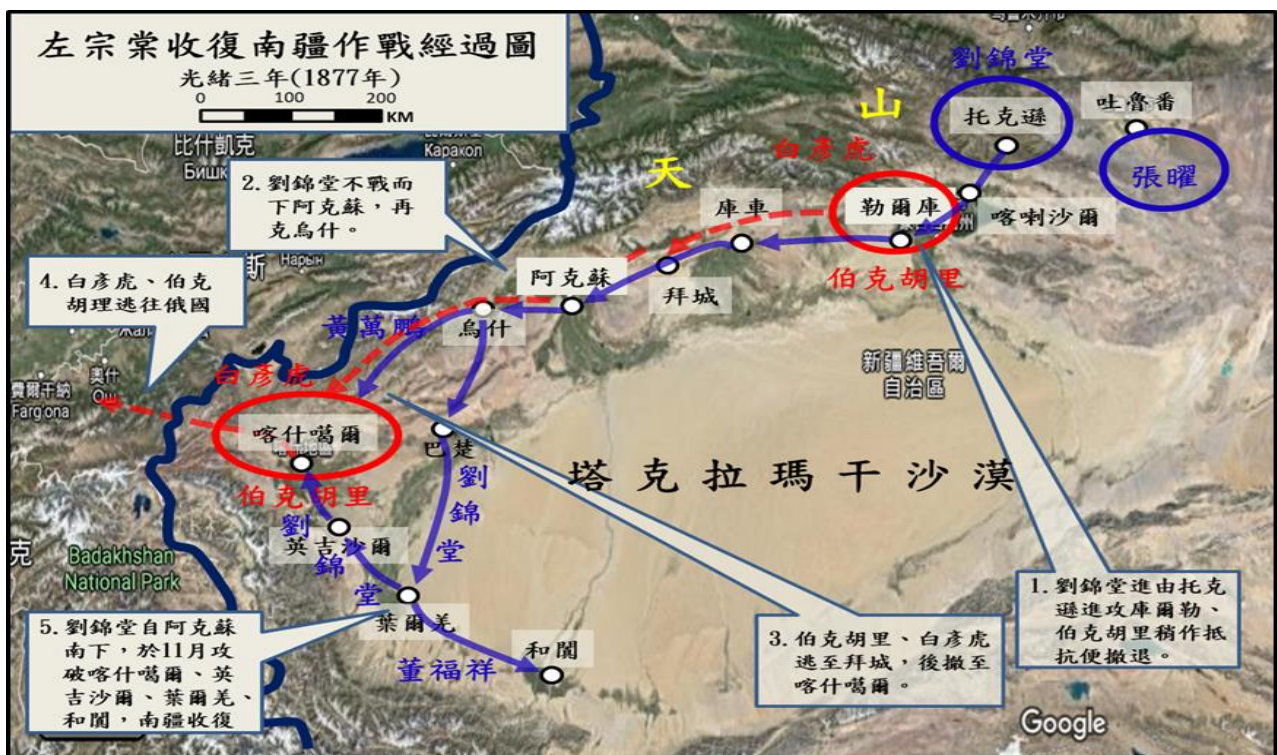 左宗棠收復南疆作戰經過圖
光緒三年(1877年)
0 100 200
KM
比什凱克
Бишк
Каракол
劉錦堂
托克遜
吐魯番
張曜
山
天
白彥虎
勒爾庫
喀喇沙爾
伯克胡里
庫車
拜城
阿克蘇
烏什
2. 劉錦堂不戰而
下阿克蘇，再
克烏什。
斯
Нарын
4. 白彥虎、伯克
胡理逃往俄國
黃萬鵬
白彥虎
費爾干納
Farg'ona
奧什
Ош
喀什噶爾
伯克胡里
巴楚
劉錦堂
新疆維吾爾
自治區
塔克拉瑪干沙漠
英吉沙爾
劉錦堂
葉爾羌
和闐
董福祥
克
Badakhshan
National Park
5. 劉錦堂自阿克蘇
南下，於11月攻
破喀什噶爾、英
吉沙爾、葉爾羌、
和闐，南疆收復
3. 伯克胡里、白彥虎
逃至拜城，後撤至
喀什噶爾。
1. 劉錦堂進由托克
遜進攻庫爾勒、
伯克胡里稍作抵
抗便撤退。
Google